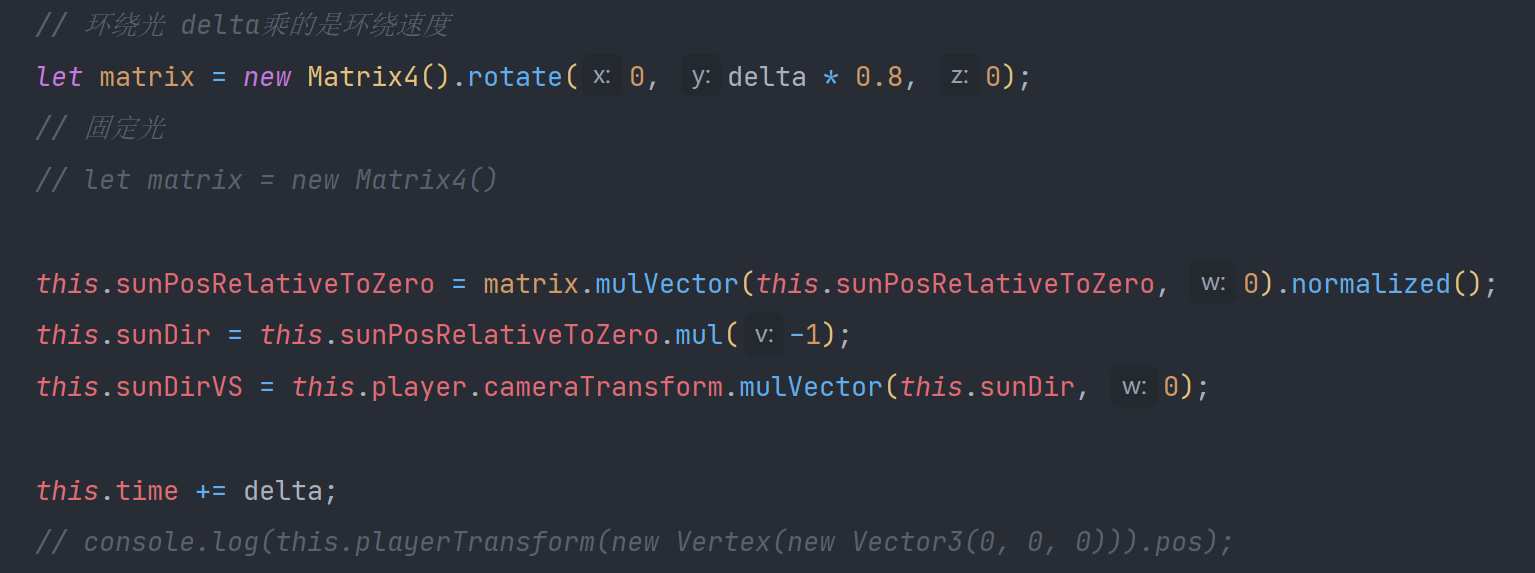 // 环绕光 delta乘的是环绕速度
let matrix = new Matrix4().rotate( x: 0, y: delta * 0.8, z: 0);
// 固定光
// let matrix = new Matrix4()
this.sunPosRelativeToZero = matrix.mulVector(this.sunPosRelativeToZero, w: 0).normalized();
this.sunDir = this.sunPosRelativeToZero.mul( v: -1);
this.sunDirVS = this.player.cameraTransform.mulVector(this.sunDir, w: 0);
this.time += delta;
// console.log(this.playerTransform(new Vertex(new Vector3(0, 0, 0))).pos);